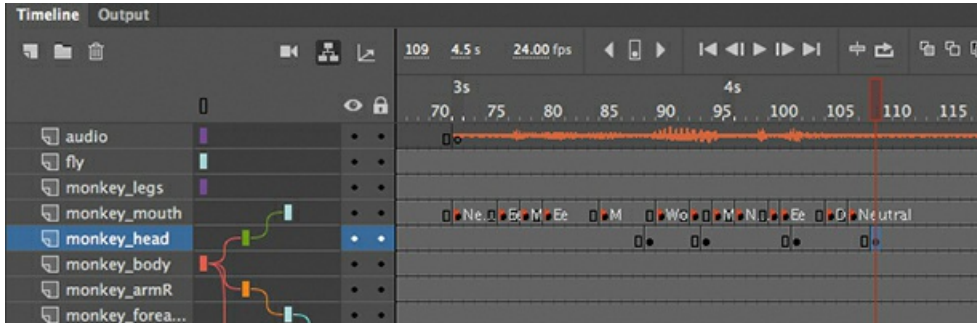 Timeline Output
109 4.5 s 24.00 fps
3s 4s
70 75 80 85 90 95 100 105 110 115
audio
fly
monkey_legs
monkey_mouth Ne... Ee M Ee M Wo M N Ee D Neutral
monkey_head
monkey_body
monkey_armR
monkey_forea...